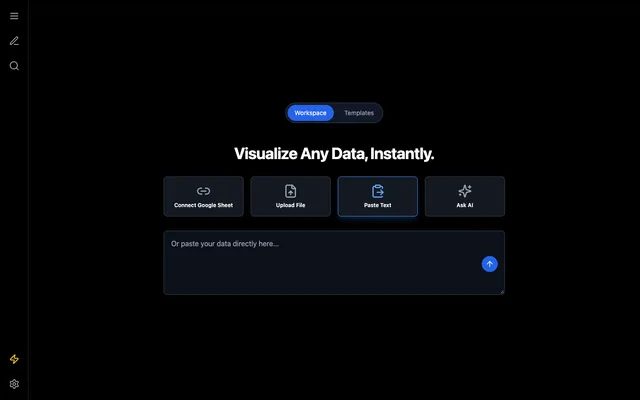 Workspace
Templates
Visualize Any Data, Instantly.
Connect Google Sheet
Upload File
Paste Text
Ask AI
Or paste your data directly here...